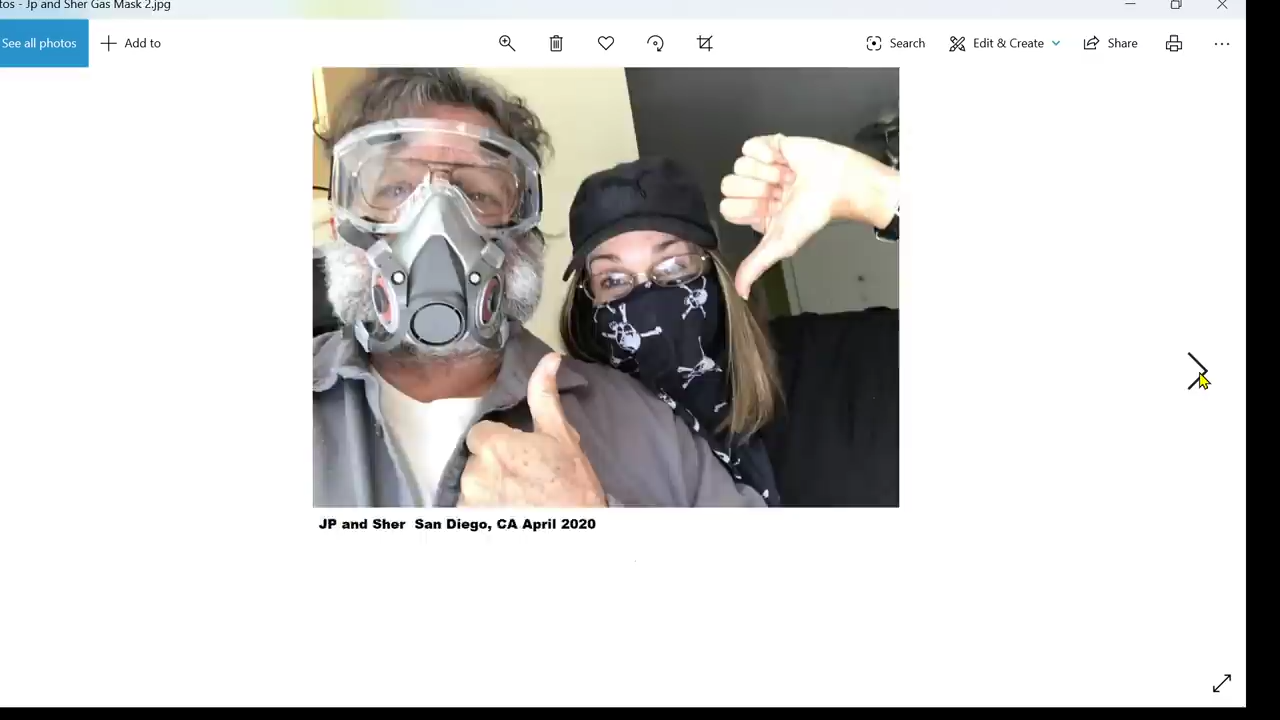 tos - Jp and Sher Gas Mask 2.jpg
See all photos
Add to
Search
Edit & Create
Share
JP and Sher  San Diego, CA April 2020